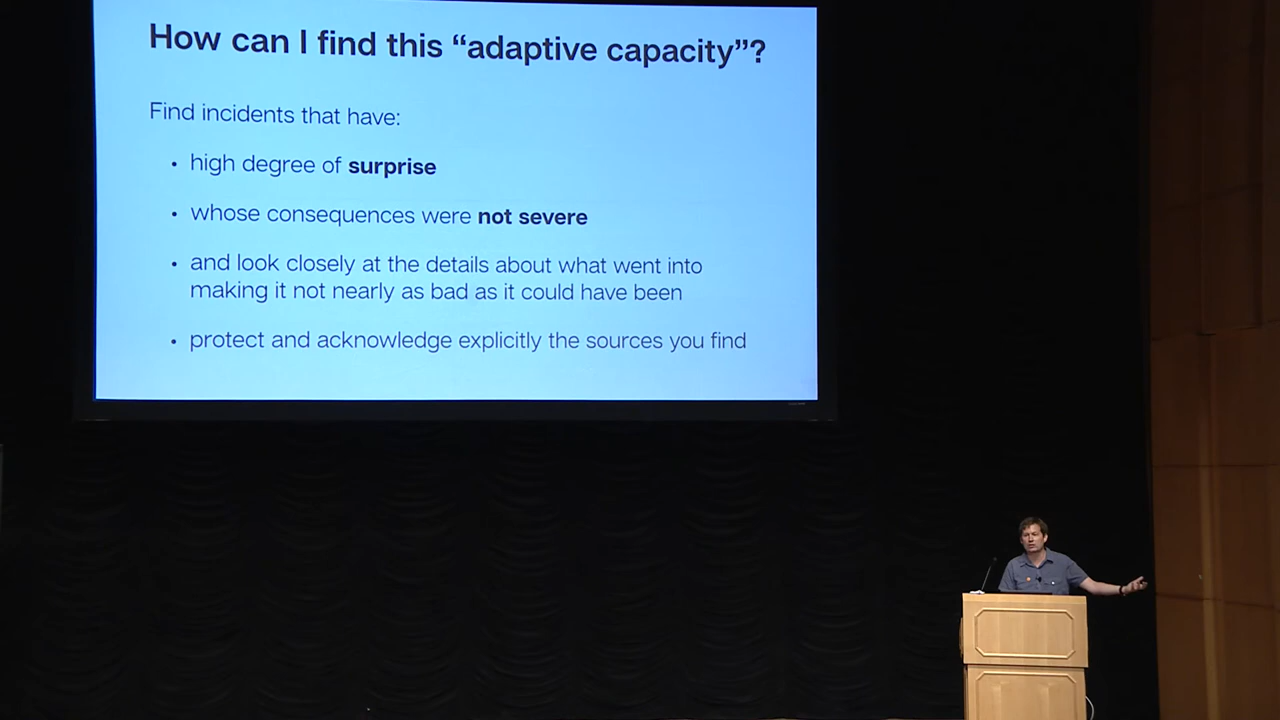 How can I find this “adaptive capacity”?
Find incidents that have:
• high degree of surprise
• whose consequences were not severe
• and look closely at the details about what went into
making it not nearly as bad as it could have been
• protect and acknowledge explicitly the sources you find